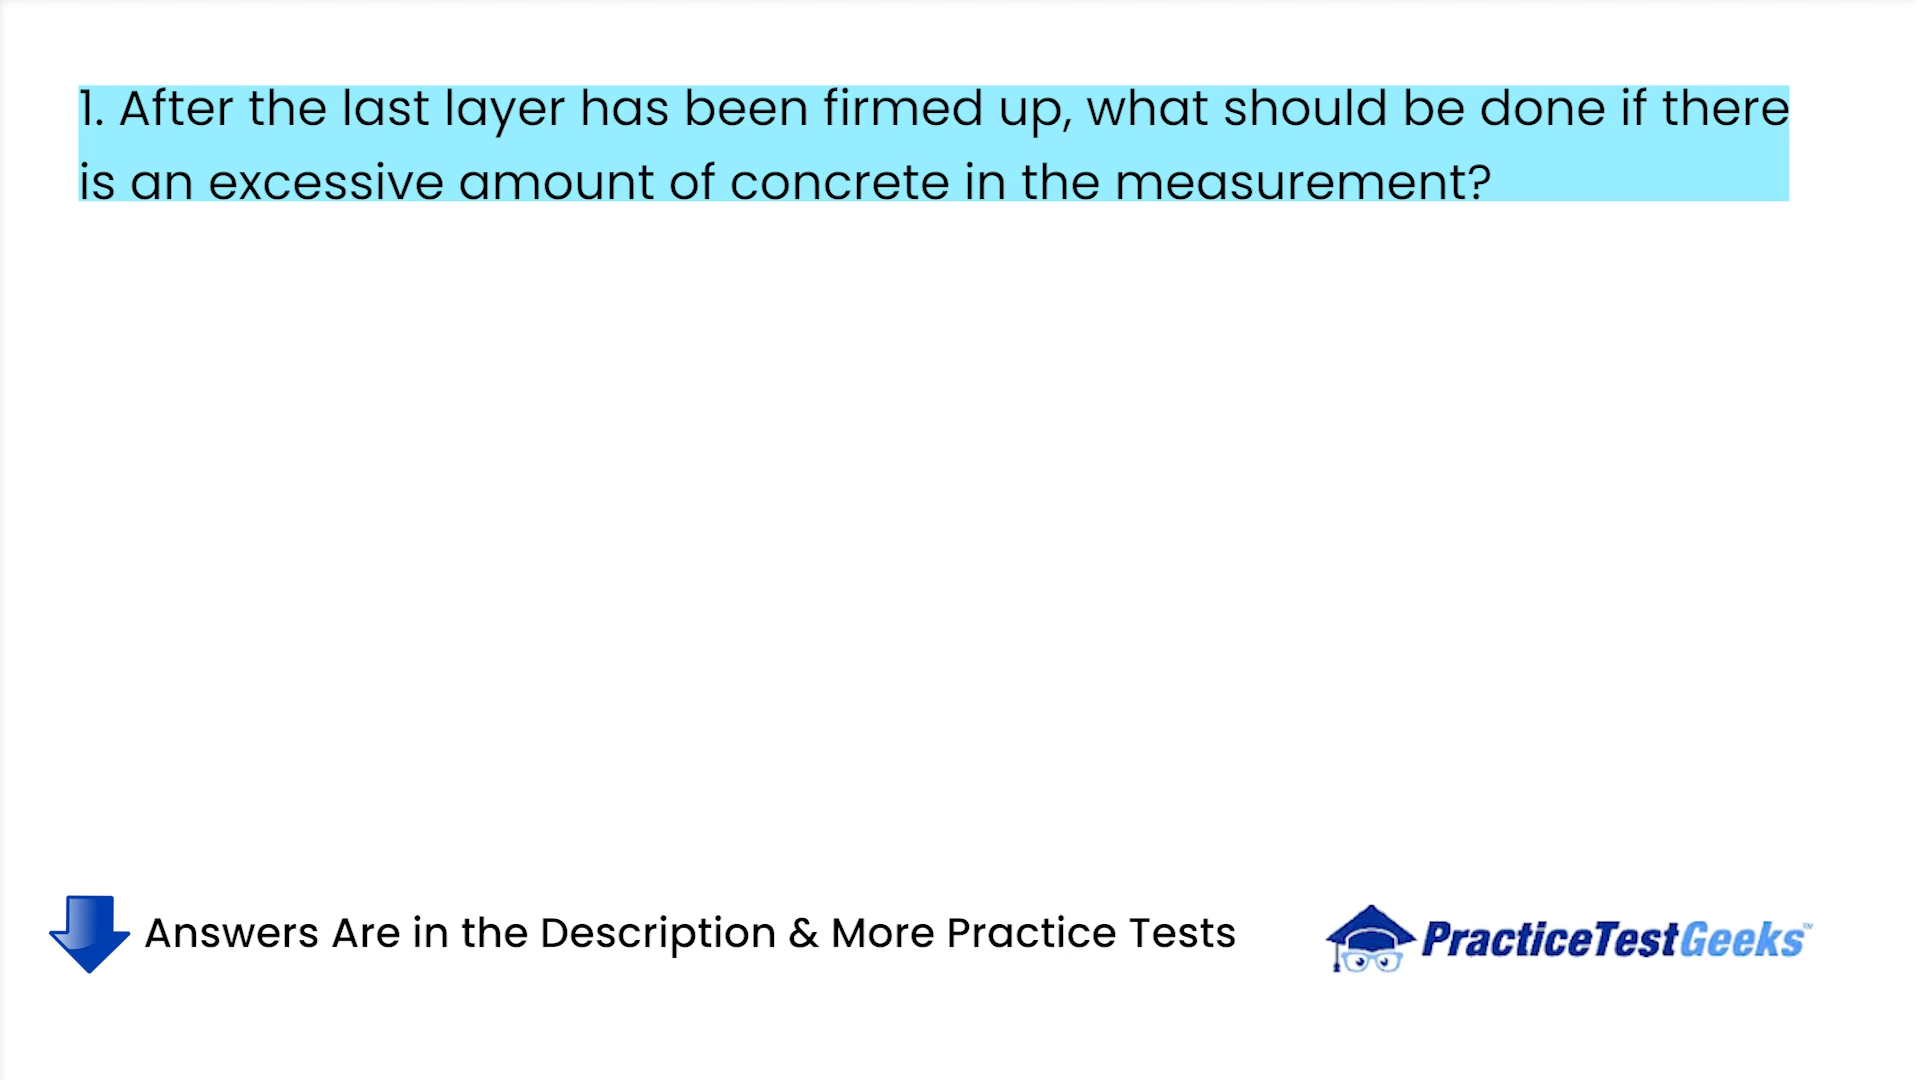 1. After the last layer has been firmed up, what should be done if there
is an excessive amount of concrete in the measurement?
Answers Are in the Description & More Practice Tests
PracticeTestGeeks™